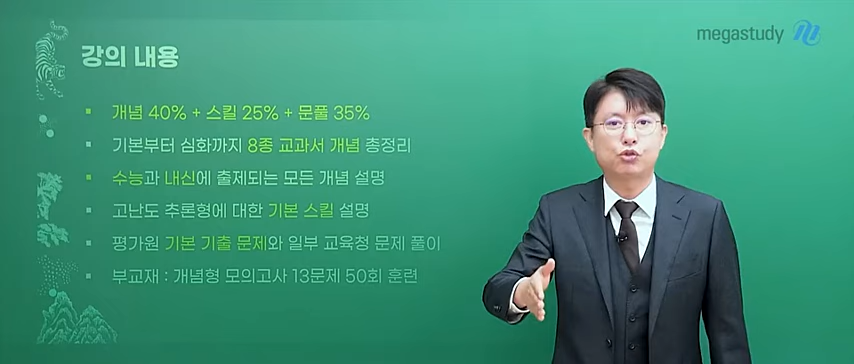 강의 내용
megastudy
개념 40% + 스킬 25% + 문풀 35%
기본부터 심화까지 8종 교과서 개념 총정리
수능과 내신에 출제되는 모든 개념 설명
고난도 추론형에 대한 기본 스킬 설명
평가원 기본 기출 문제와 일부 교육청 문제 풀이
부교재 : 개념형 모의고사 13문제 50회 훈련